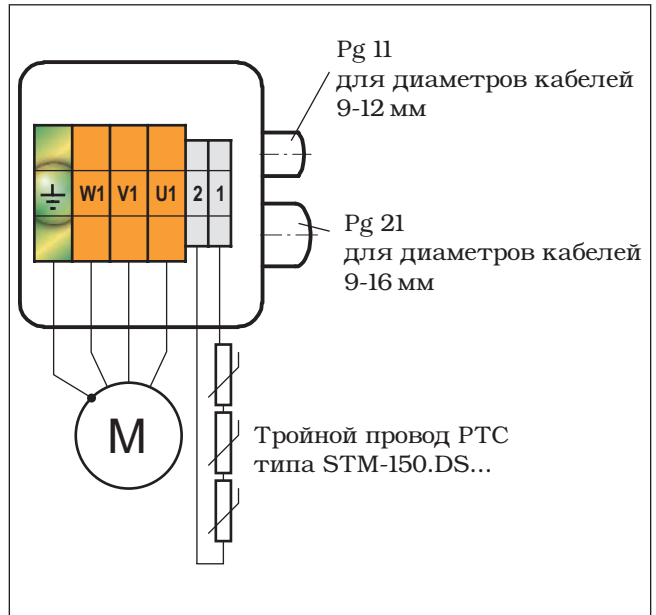 Pg 11
для диаметров кабелей
9-12 мм
W1 V1 U1 2 1
Pg 21
для диаметров кабелей
9-16 мм
M
Тройной провод PTC
типа STM-150.DS...